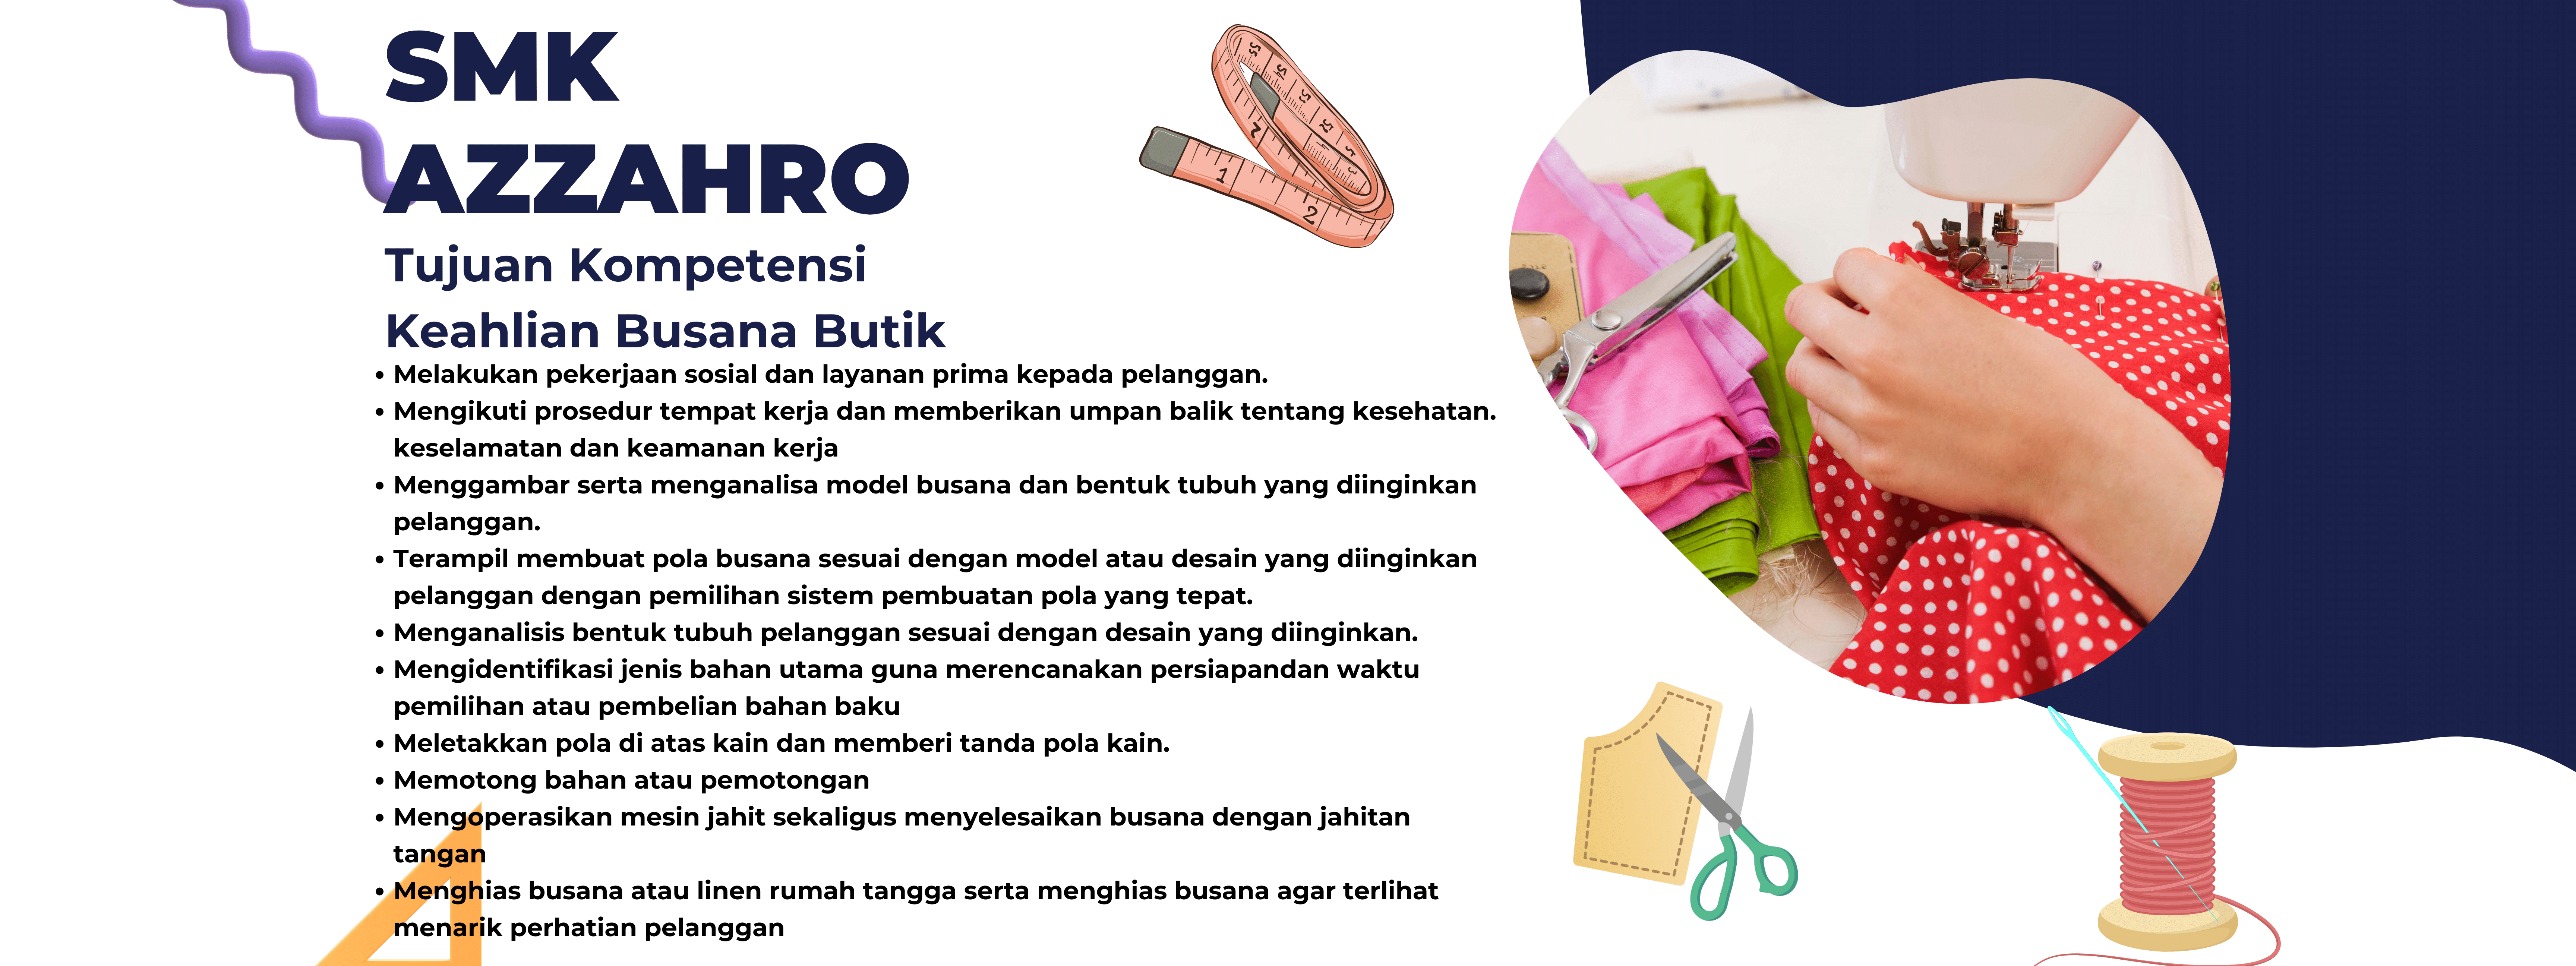 SMK
AZZAHRO
Tujuan Kompetensi
Keahlian Busana Butik
• Melakukan pekerjaan sosial dan layanan prima kepada pelanggan.
• Mengikuti prosedur tempat kerja dan memberikan umpan balik tentang kesehatan.
keselamatan dan keamanan kerja
• Menggambar serta menganalisa model busana dan bentuk tubuh yang diinginkan
pelanggan.
• Terampil membuat pola busana sesuai dengan model atau desain yang diinginkan
pelanggan dengan pemilihan sistem pembuatan pola yang tepat.
• Menganalisis bentuk tubuh pelanggan sesuai dengan desain yang diinginkan.
• Mengidentifikasi jenis bahan utama guna merencanakan persiapandan waktu
pemilihan atau pembelian bahan baku
• Meletakkan pola di atas kain dan memberi tanda pola kain.
• Memotong bahan atau pemotongan
• Mengoperasikan mesin jahit sekaligus menyelesaikan busana dengan jahitan
tangan
• Menghias busana atau linen rumah tangga serta menghias busana agar terlihat
menarik perhatian pelanggan
1
2
2